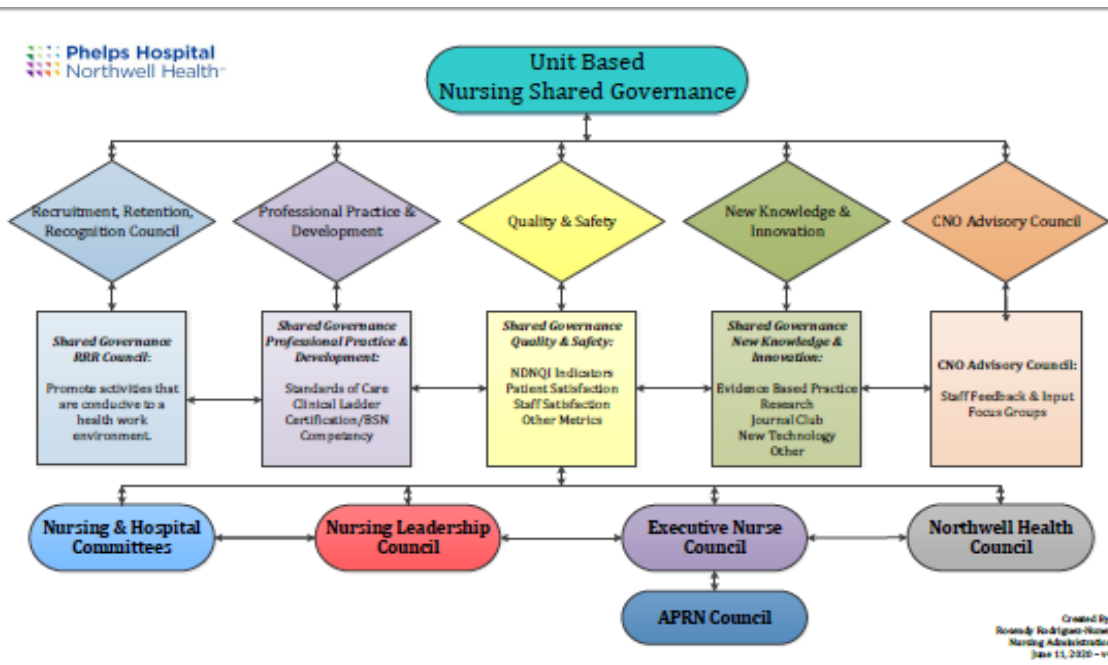 Phelps Hospital
Northwell Health
Unit Based
Nursing Shared Governance
Recruitment, Retention,
Recognition Council
Professional Practice &
Development
Quality & Safety
New Knowledge &
Innovation
CNO Advisory Council
Shared Governance
RRR Council:
Promote activities that
are conducive to a
health work
environment.
Shared Governance
Professional Practice &
Development:
Standards of Care
Clinical Ladder
Certification/BSN
Competency
Shared Governance
Quality & Safety:
NDNQI Indicators
Patient Satisfaction
Staff Satisfaction
Other Metrics
Shared Governance
New Knowledge &
Innovation:
Evidence Based Practice
Research
Journal Club
New Technology
Other
CNO Advisory Council:
Staff Feedback & Input
Focus Groups
Nursing & Hospital
Committees
Nursing Leadership
Council
Executive Nurse
Council
Northwell Health
Council
APRN Council
Created By
Nursing Administration
June 11, 2020 –